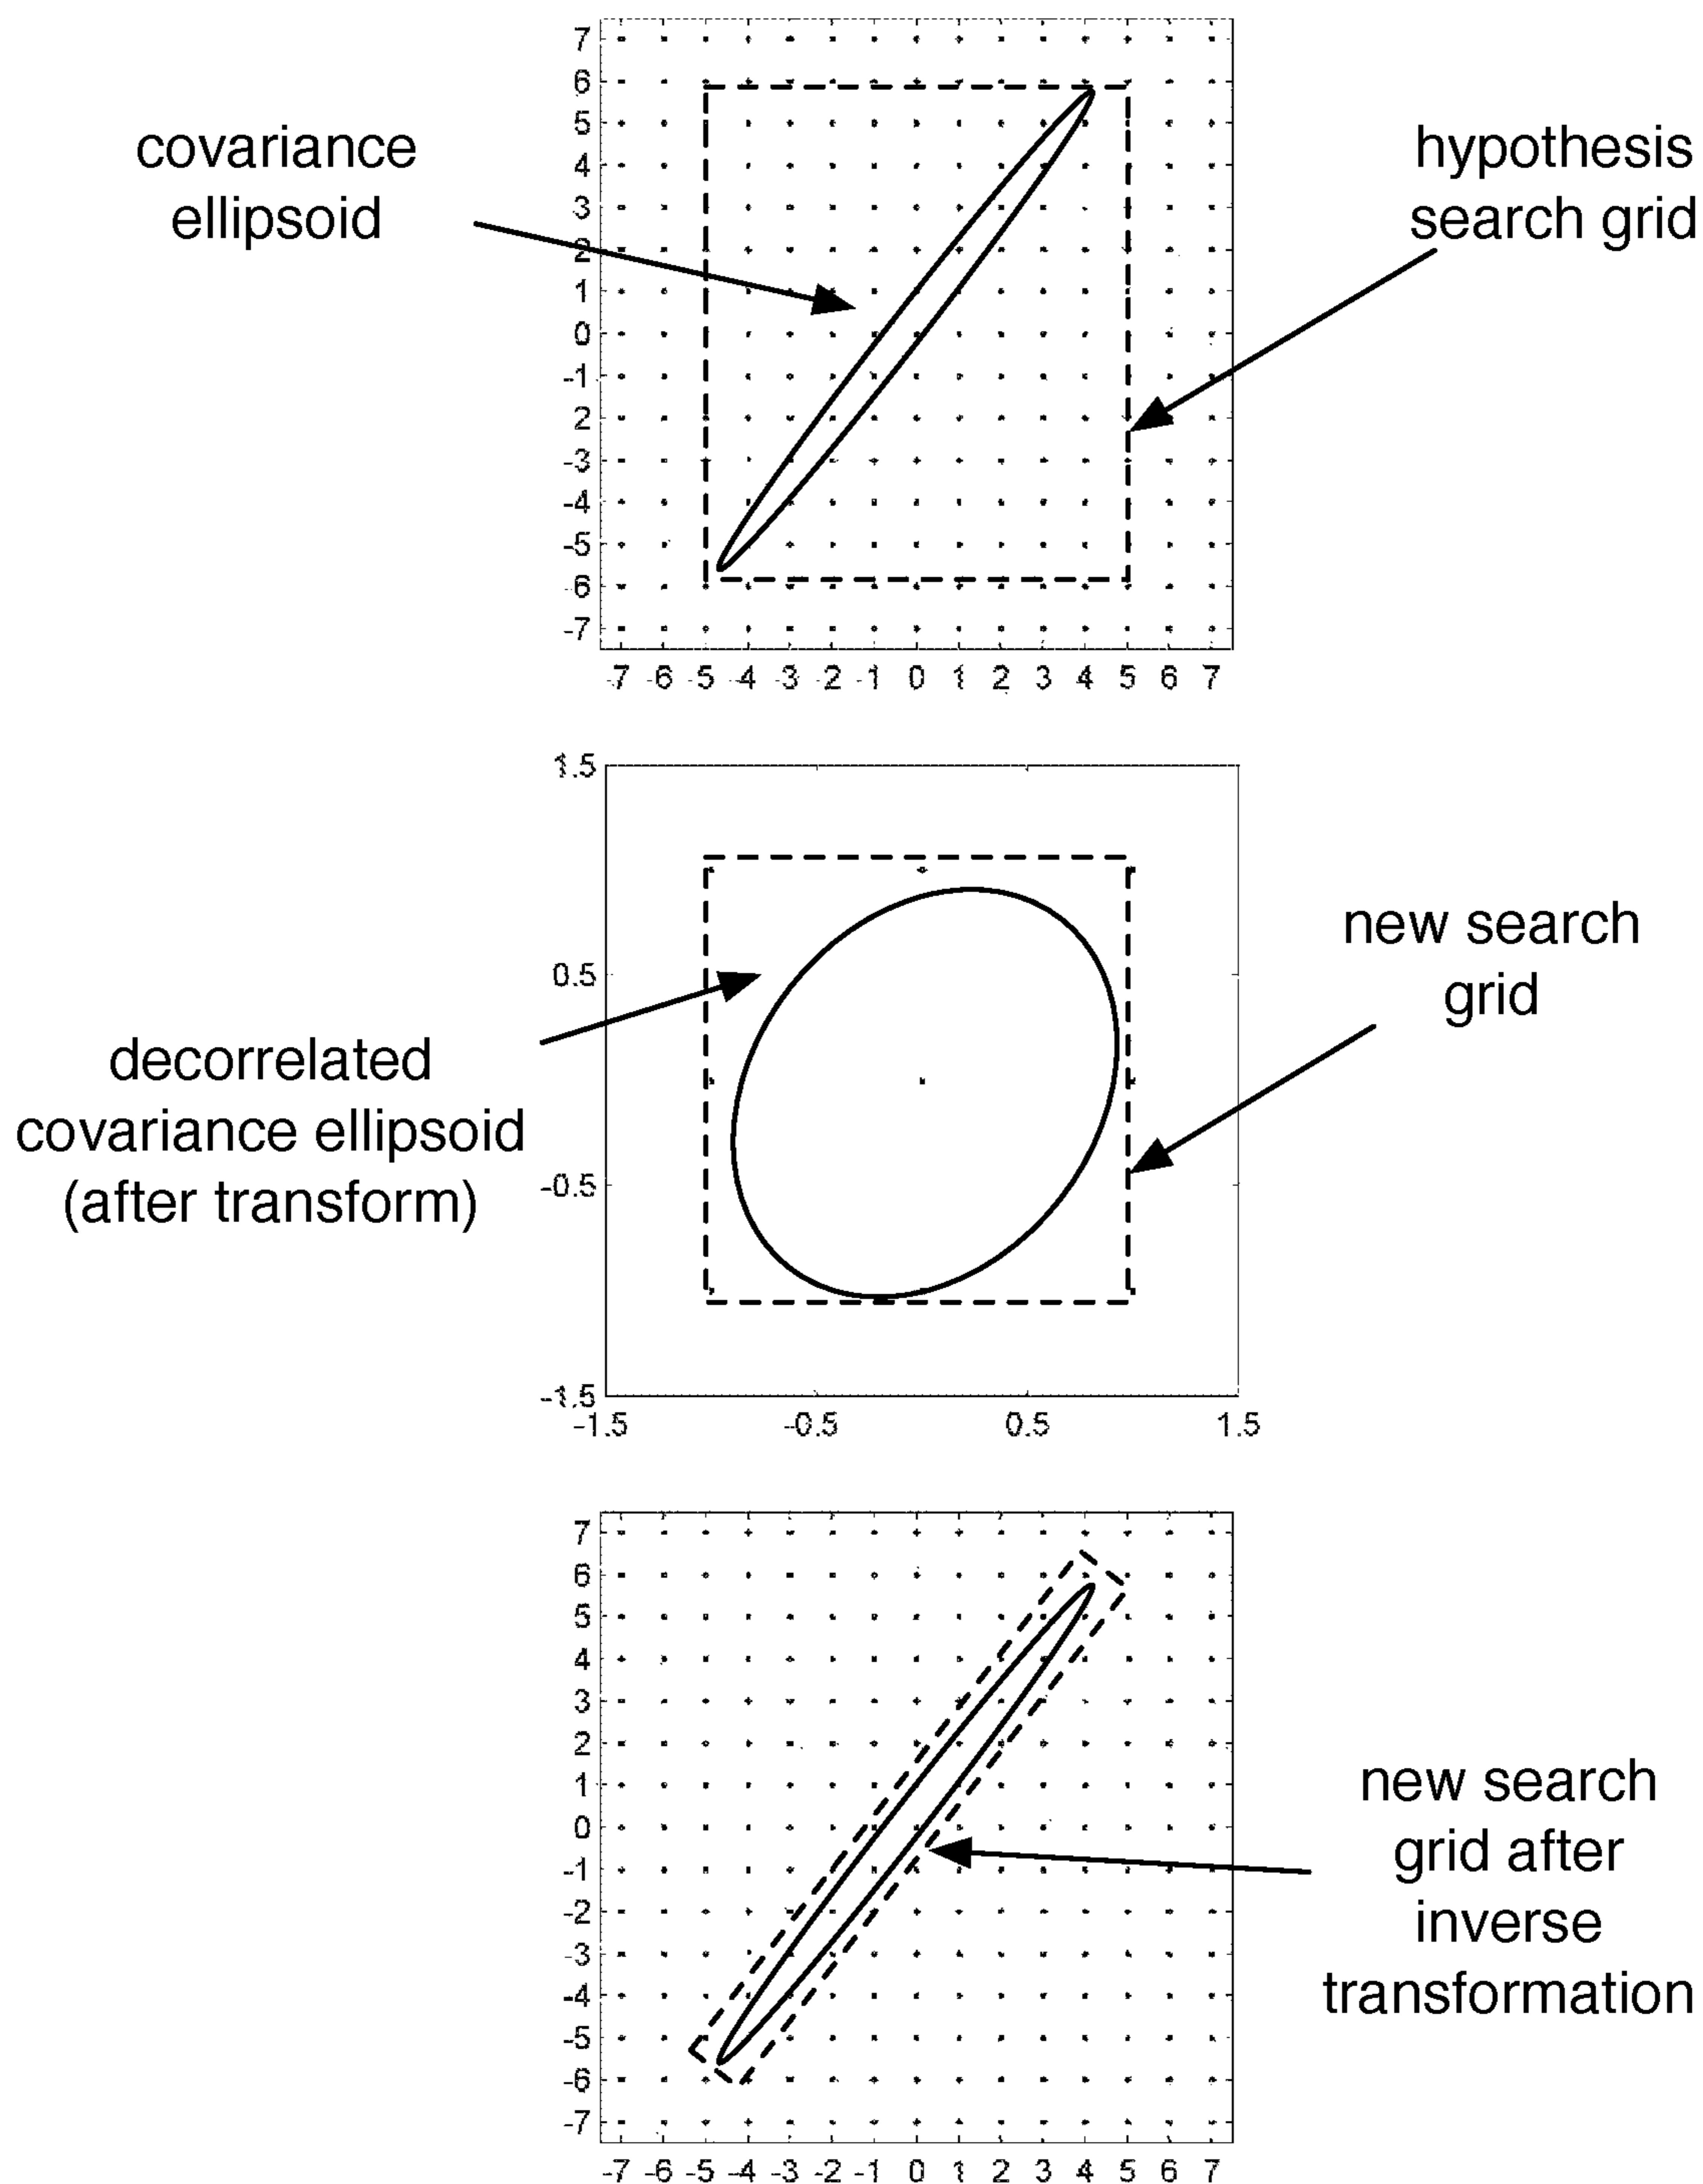 covariance
ellipsoid
hypothesis
search grid
7
6
5
4
3
2
1
0
-1
2
-3
-4
-5
-6
-7
-7 -6 -5 -4 -3 -2 -1 0 1 2 3 4 5 6 7
1.5
0.5
-0.5
-1.5
-1.5 -0.5 0.5 1.5
new search
grid
decorrelated
covariance ellipsoid
(after transform)
7
6
5
4
3
2
1
0
-1
-2
-3
-4
-5
-6
-7
-7 -6 -5 -4 -3 -2 -1 0 1 2 3 4 5 6 7
new search
grid after
inverse
transformation